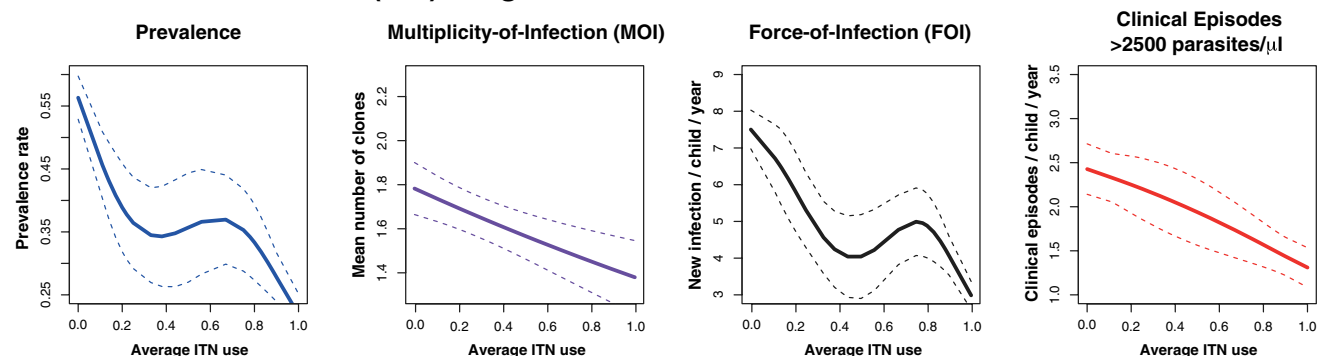 Prevalence
Prevalence rate
0.25 0.35 0.45 0.55
0.0 0.2 0.4 0.6 0.8 1.0
Average ITN use
Multiplicity-of-Infection (MOI)
Mean number of clones
1.4 1.6 1.8 2.0 2.2
0.0 0.2 0.4 0.6 0.8 1.0
Average ITN use
Force-of-Infection (FOI)
New infection / child / year
3 4 5 6 7 8 9
0.0 0.2 0.4 0.6 0.8 1.0
Average ITN use
Clinical Episodes
>2500 parasites/μl
Clinical episodes / child / year
1.0 1.5 2.0 2.5 3.0 3.5
0.0 0.2 0.4 0.6 0.8 1.0
Average ITN use